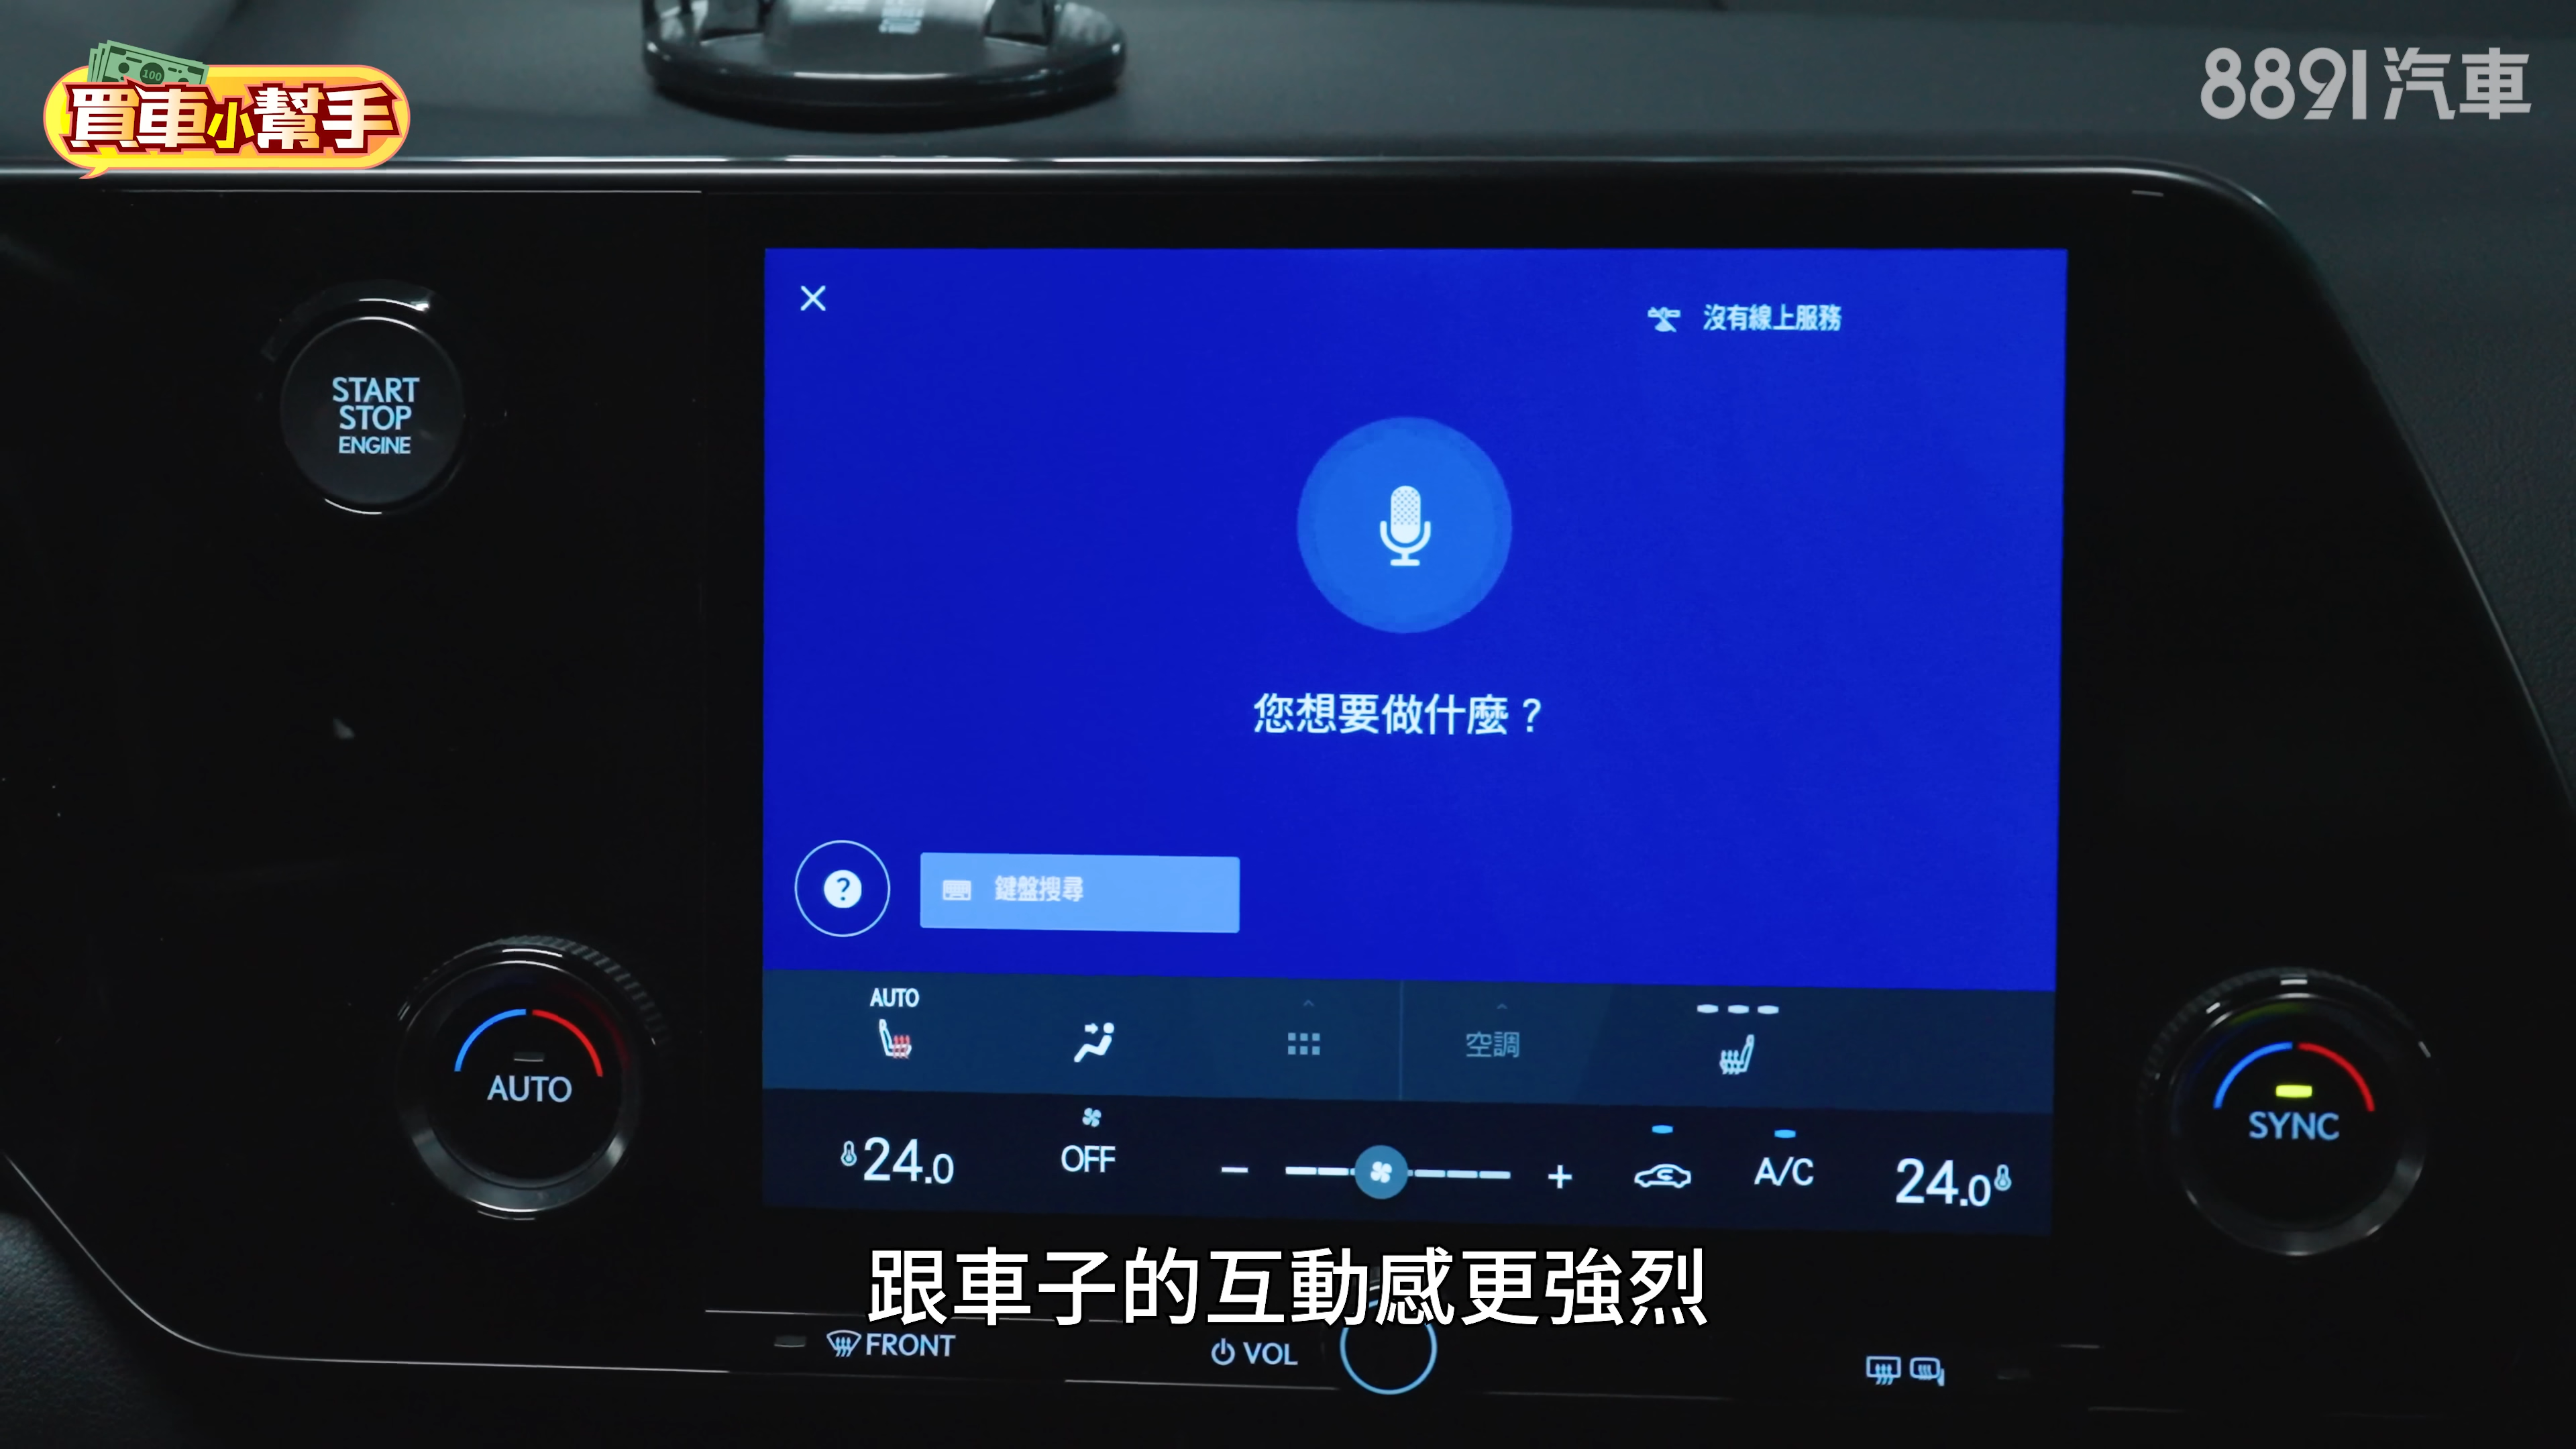 100
買車小幫手
8891汽車
沒有線上服務
START
STOP
ENGINE
您想要做什麼？
?
鍵盤搜尋
AUTO
空調
AUTO
SYNC
24.0
OFF
A/C
24.0
跟車子的互動感更強烈
FRONT
VOL